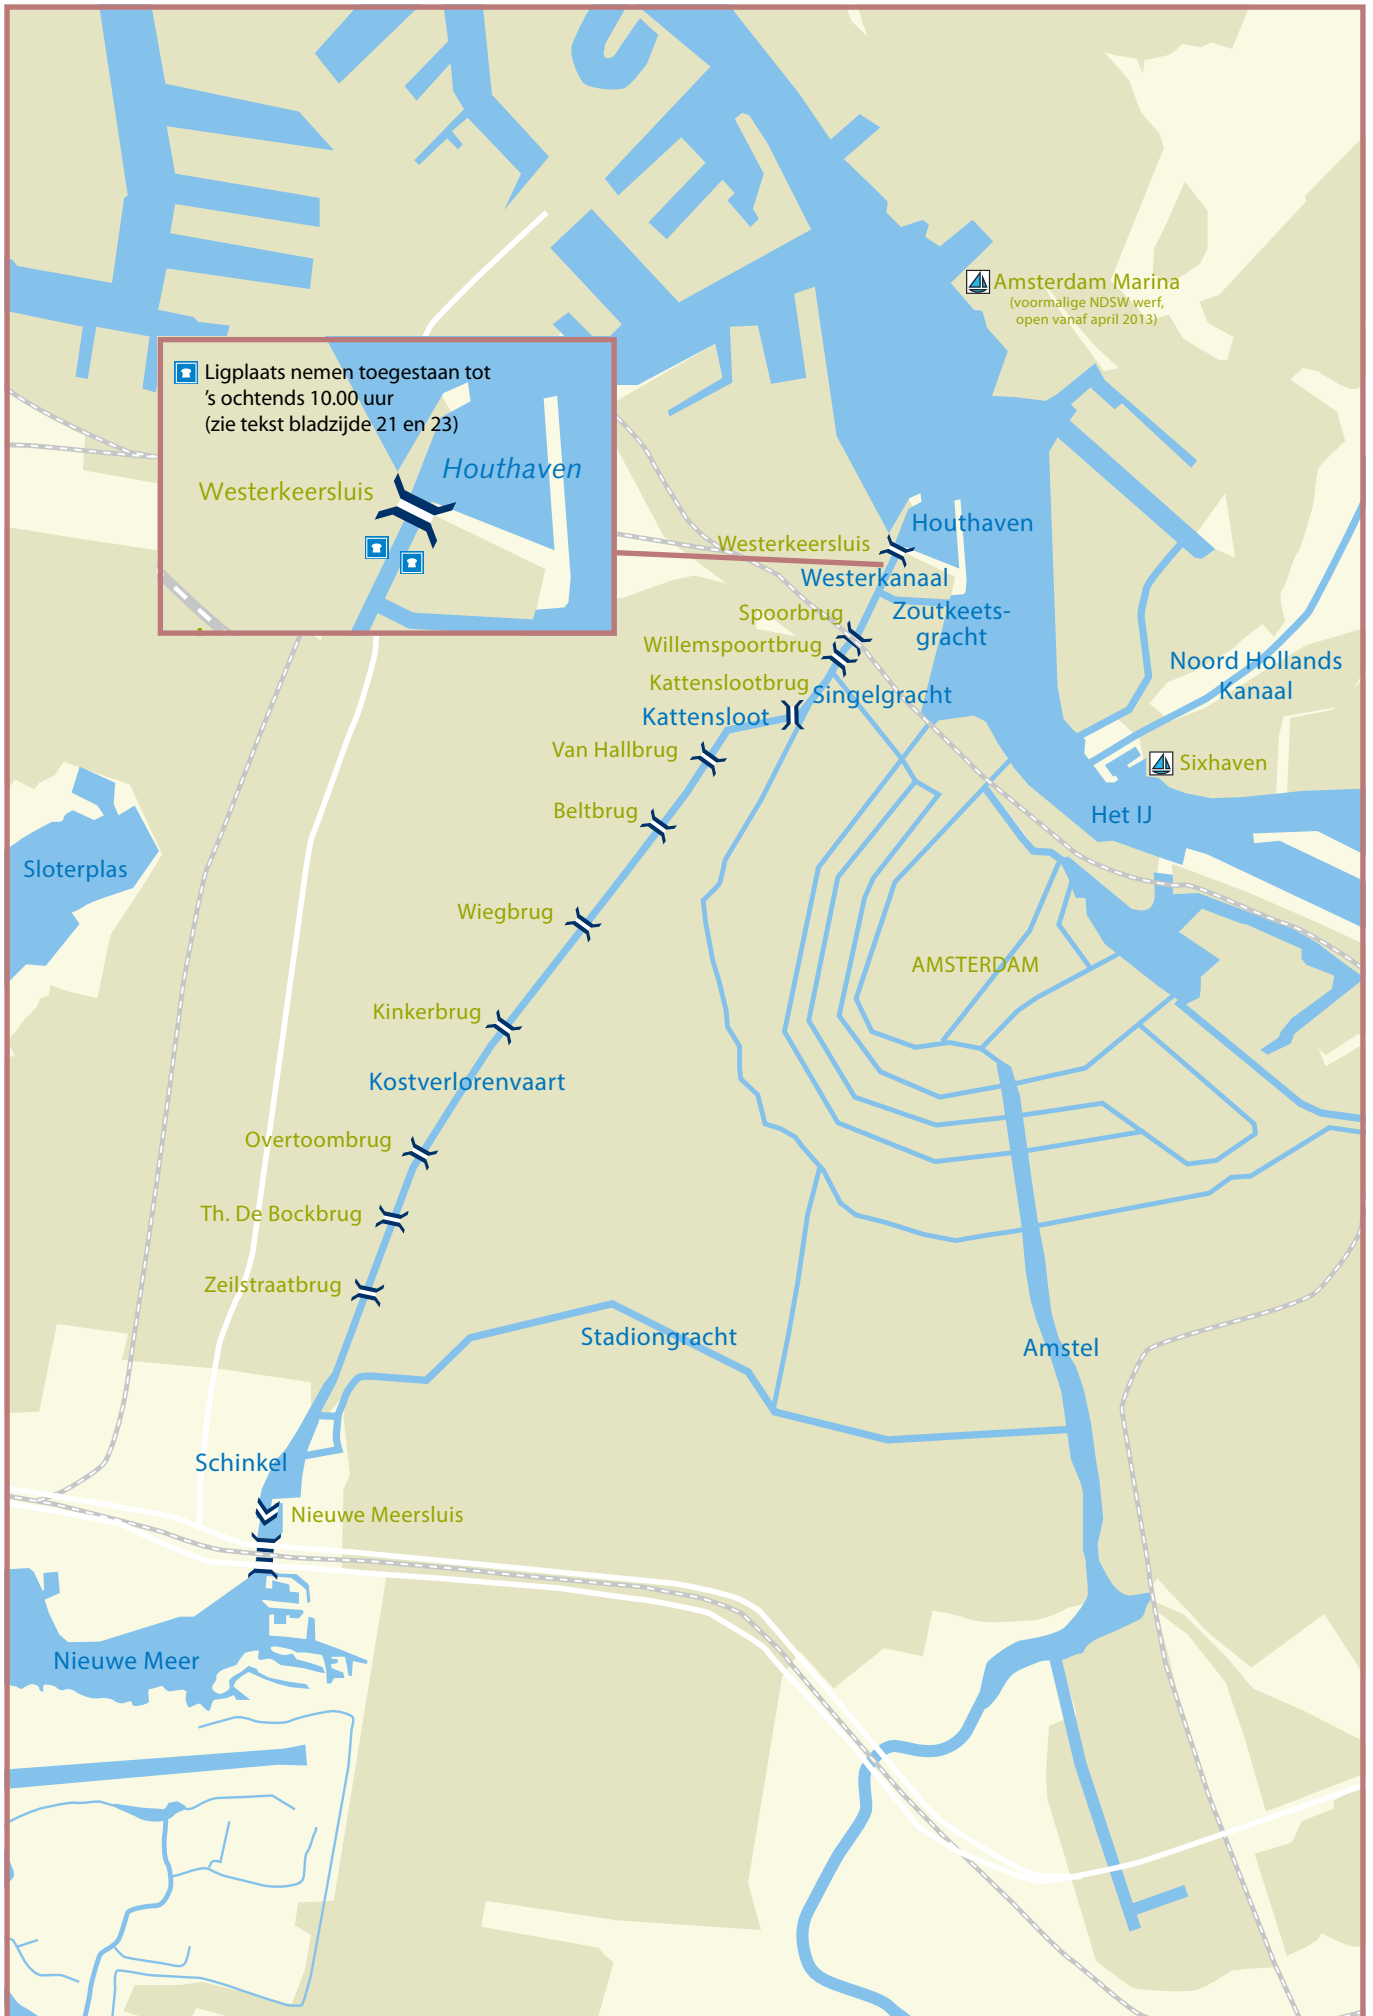 Amsterdam Marina
(voormalige NDSW werf,
open vanaf april 2013)
Ligplaats nemen toegestaan tot
's ochtends 10.00 uur
(zie tekst bladzijde 21 en 23)
Houthaven
Westerkeersluis
Houthaven
Westerkeersluis
Westerkanaal
Spoorbrug
Zoutkeets-
gracht
Willemspoortbrug
Noord Hollands
Kanaal
Kattenslootbrug
Singelgracht
Kattensloot
Van Hallbrug
Sixhaven
Beltbrug
Het IJ
Sloterplas
Wiegbrug
AMSTERDAM
Kinkerbrug
Kostverlorenvaart
Overtoombrug
Th. De Bockbrug
Zeilstraatbrug
Stadiongracht
Amstel
Schinkel
Nieuwe Meersluis
Nieuwe Meer